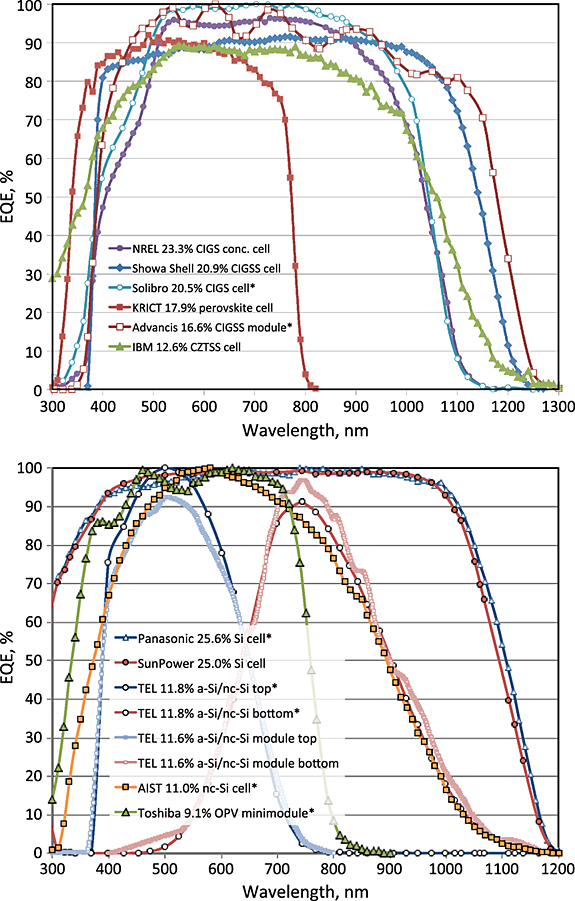 100
90
80
70
60
50
40
30
20
10
0
EQE, %
NREL 23.3% CIGS conc. cell
Showa Shell 20.9% CIGSS cell
Solibro 20.5% CIGS cell*
KRICT 17.9% perovskite cell
Advancis 16.6% CIGSS module*
IBM 12.6% CZTSS cell
300 400 500 600 700 800 900 1000 1100 1200 1300
Wavelength, nm
100
90
80
70
60
50
40
30
20
10
0
EQE, %
Panasonic 25.6% Si cell*
SunPower 25.0% Si cell
TEL 11.8% a-Si/nc-Si top*
TEL 11.8% a-Si/nc-Si bottom*
TEL 11.6% a-Si/nc-Si module top
TEL 11.6% a-Si/nc-Si module bottom
AIST 11.0% nc-Si cell*
Toshiba 9.1% OPV minimodule*
300 400 500 600 700 800 900 1000 1100 1200
Wavelength, nm